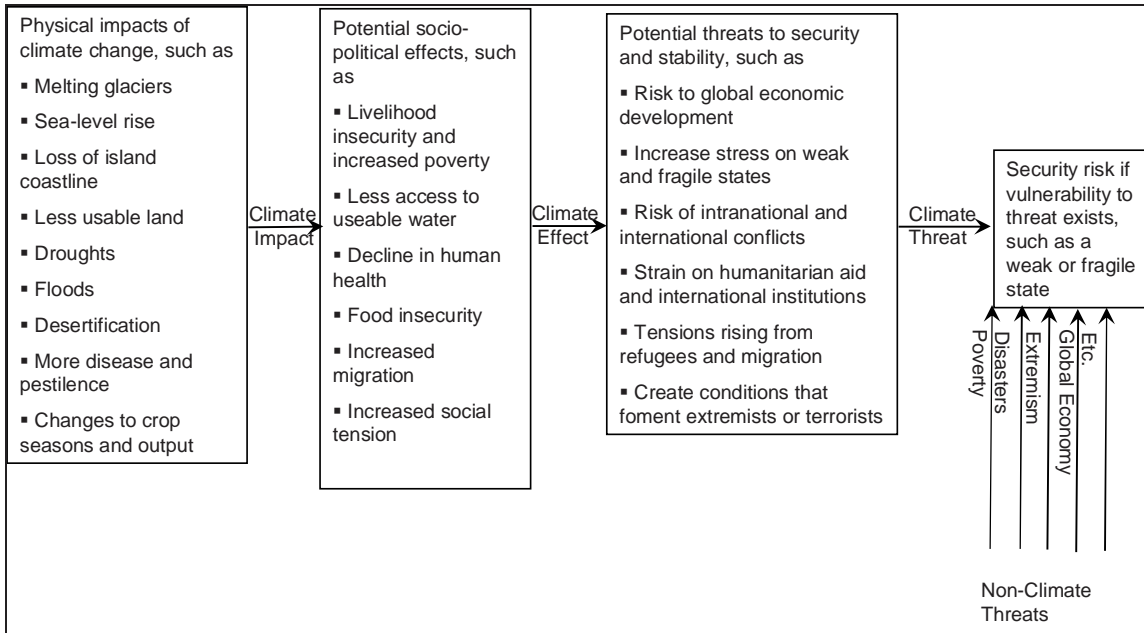 Physical impacts of
climate change, such as
▪ Melting glaciers
▪ Sea-level rise
▪ Loss of island
coastline
▪ Less usable land
▪ Droughts
▪ Floods
▪ Desertification
▪ More disease and
pestilence
▪ Changes to crop
seasons and output
Climate
Impact
Potential socio-
political effects, such
as
▪ Livelihood
insecurity and
increased poverty
▪ Less access to
useable water
▪ Decline in human
health
▪ Food insecurity
▪ Increased
migration
▪ Increased social
tension
Climate
Effect
Potential threats to security
and stability, such as
▪ Risk to global economic
development
▪ Increase stress on weak
and fragile states
▪ Risk of intranational and
international conflicts
▪ Strain on humanitarian aid
and international institutions
▪ Tensions rising from
refugees and migration
▪ Create conditions that
foment extremists or terrorists
Climate
Threat
Security risk if
vulnerability to
threat exists,
such as a
weak or fragile
state
Poverty
Disasters
Extremism
Global Economy
Etc.
Non-Climate
Threats